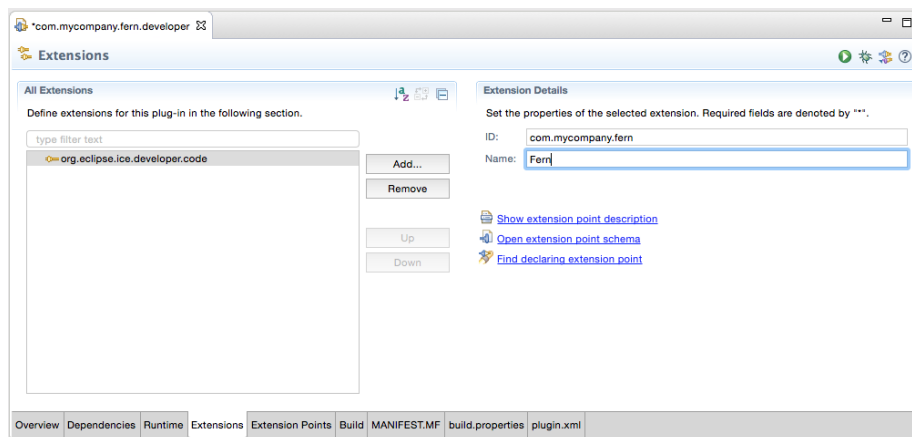 *com.mycompany.fern.developer
Extensions
All Extensions
Define extensions for this plug-in in the following section.
type filter text
org.eclipse.ice.developer.code
Add...
Remove
Up
Down
Extension Details
Set the properties of the selected extension. Required fields are denoted by "*".
ID: com.mycompany.fern
Name: Fern
Show extension point description
Open extension point schema
Find declaring extension point
Overview Dependencies Runtime Extensions Extension Points Build MANIFEST.MF build.properties plugin.xml